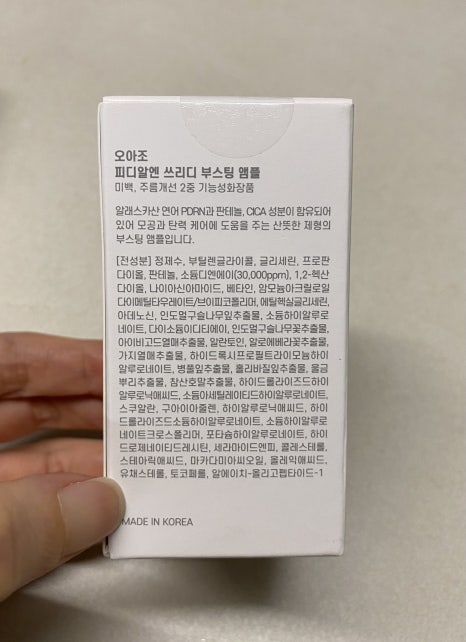 오아조
피디알엔 쓰리디 부스팅 앰플
미백, 주름개선 2중 기능성화장품
알래스카산 연어 PDRN과 판테놀, CICA 성분이 함유되어
있어 모공과 탄력 케어에 도움을 주는 산뜻한 제형의
부스팅 앰플입니다.
[전성분] 정제수, 부틸렌글라이콜, 글리세린, 프로판
다이올, 판테놀, 소듐디엔에이(30,000ppm), 1,2-헥산
다이올, 나이아신아마이드, 베타인, 암모늄아크릴로일
다이메틸타우레이트/브이피코폴리머, 에틸헥실글리세린,
아데노신, 인도멀구슬나무잎추출물, 소듐하이알루로
네이트, 다이소듐이디티에이, 인도멀구슬나무꽃추출물,
아이비고드열매추출물, 알란토인, 알로에베라꽃추출물,
가지열매추출물, 하이드록시프로필트라이모늄하이
알루로네이트, 병풀잎추출물, 홀리바질잎추출물, 울금
뿌리추출물, 참산호말추출물, 하이드롤라이즈드하이
알루로닉애씨드, 소듐아세틸레이티드하이알루로네이트,
스쿠알란, 구아이아줄렌, 하이알루로닉애씨드, 하이
드롤라이즈드소듐하이알루로네이트, 소듐하이알루로
네이트크로스폴리머, 포타슘하이알루로네이트, 하이
드로제네이티드레시틴, 세라마이드엔피, 콜레스테롤,
스테아릭애씨드, 마카다미아씨오일, 올레익애씨드,
유채스테롤, 토코페롤, 알에이치-올리고펩타이드-1
MADE IN KOREA